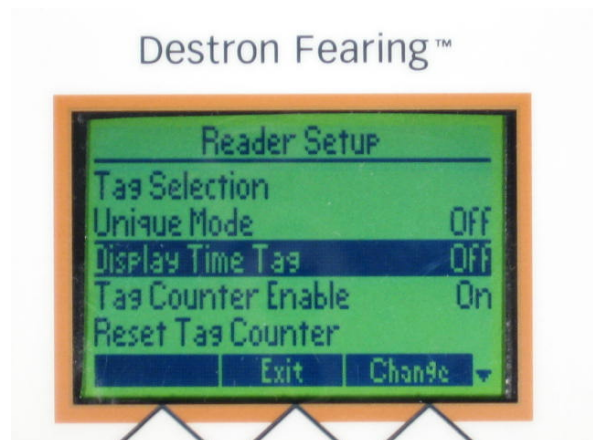 Destron Fearing™
Reader Setup
Tag Selection
Unique Mode Off
Display Time Tag Off
Tag Counter Enable On
Reset Tag Counter
Exit Change